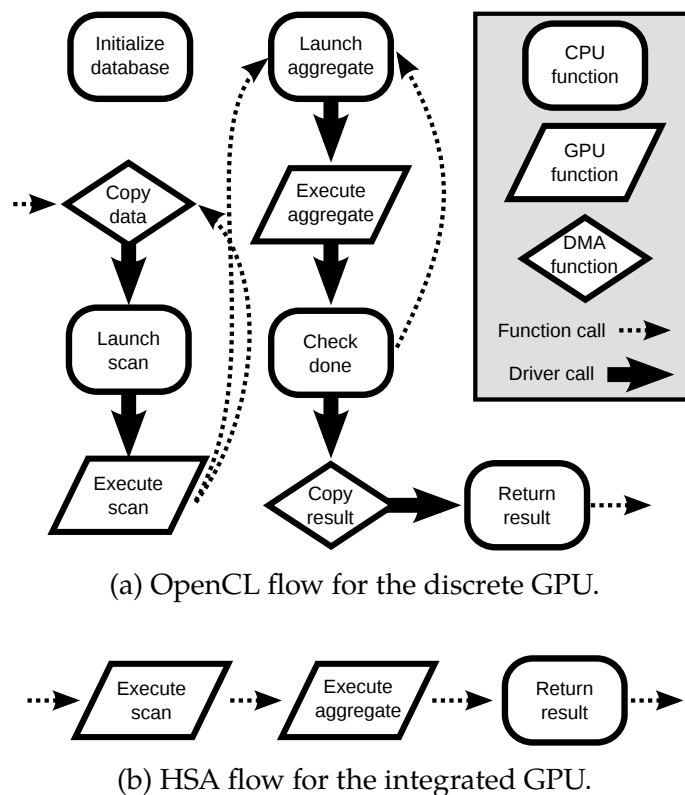 Initialize
database
Copy
data
Launch
scan
Execute
scan
Launch
aggregate
Execute
aggregate
Check
done
Copy
result
Return
result
CPU
function
GPU
function
DMA
function
Function call
Driver call
(a) OpenCL flow for the discrete GPU.
Execute
scan
Execute
aggregate
Return
result
(b) HSA flow for the integrated GPU.